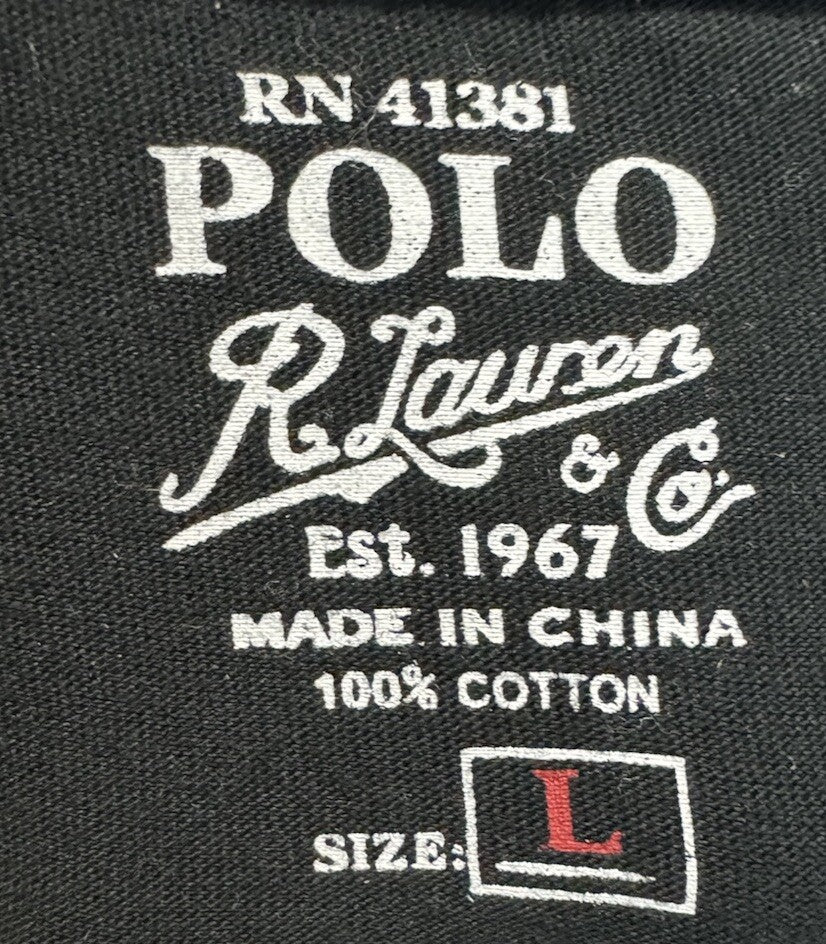 RN 41381
POLO
R Lauren
& Co.
Est. 1967
MADE IN CHINA
100% COTTON
SIZE: L